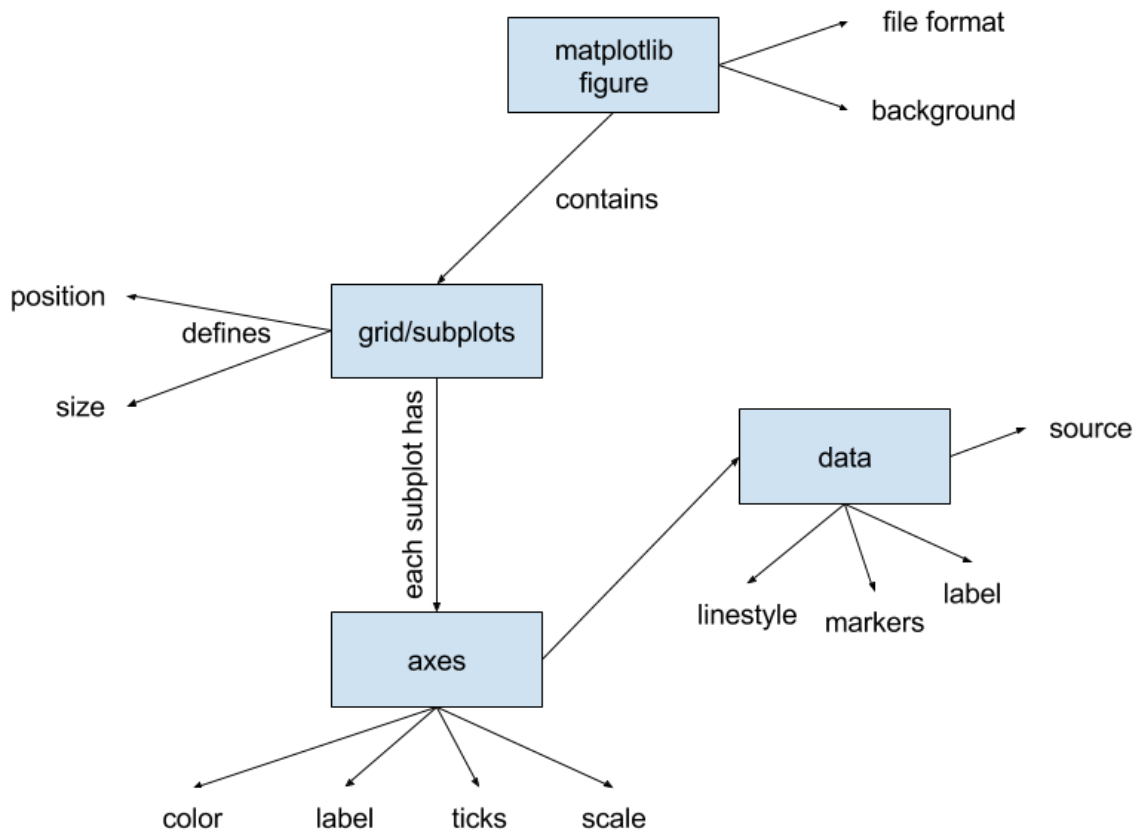 file format
matplotlib
figure
background
contains
position
defines
grid/subplots
size
each subplot has
source
data
linestyle
markers
label
axes
color
label
ticks
scale